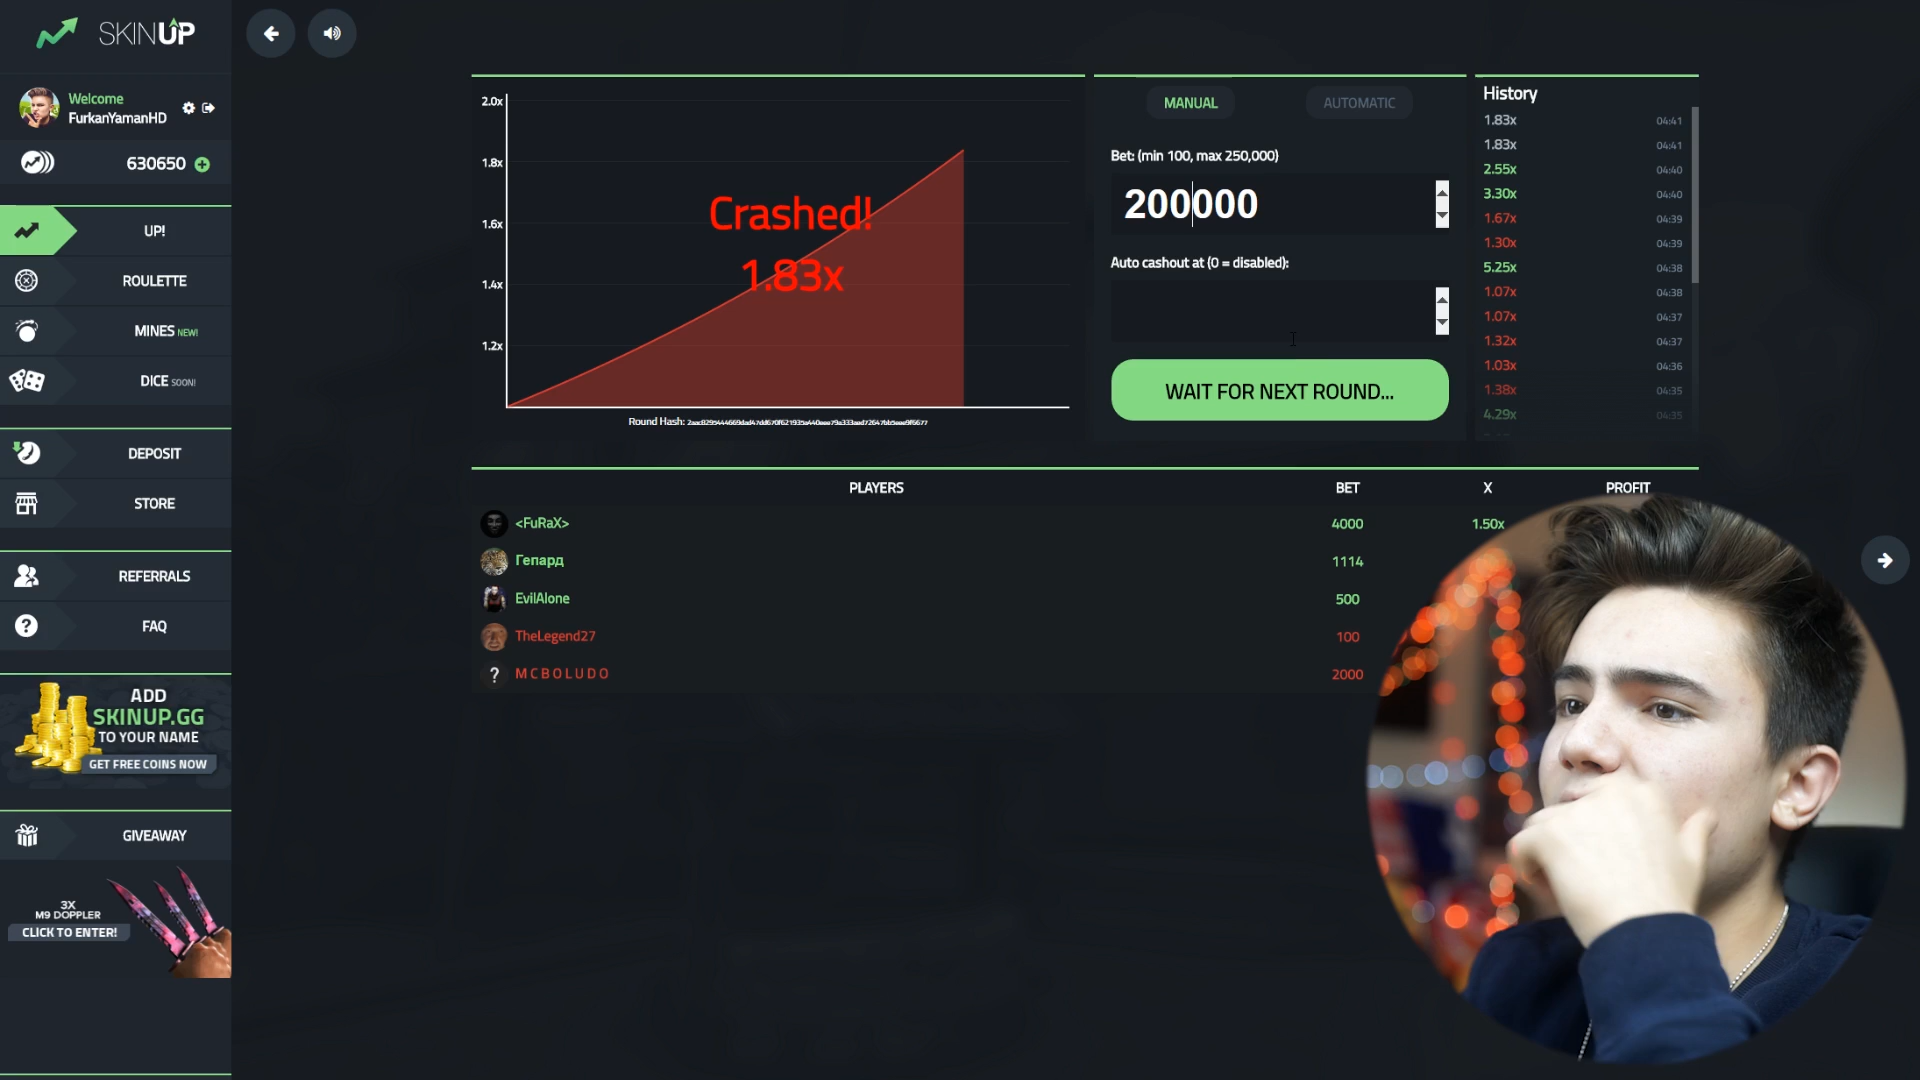 SKINUP
Welcome
FurkanYamanHD
630650
UP!
ROULETTE
MINES NEW!
DICE SOON!
DEPOSIT
STORE
REFERRALS
FAQ
ADD
SKINUP.GG
TO YOUR NAME
GET FREE COINS NOW
GIVEAWAY
3X
M9 DOPPLER
CLICK TO ENTER!
2.0x
1.8x
1.6x
1.4x
1.2x
Crashed!
1.83x
Round Hash:
MANUAL
AUTOMATIC
Bet: (min 100, max 250,000)
200000
Auto cashout at (0 = disabled):
WAIT FOR NEXT ROUND...
History
1.83x 04:41
1.83x 04:41
2.55x 04:40
3.30x 04:40
1.67x 04:39
1.30x 04:39
5.25x 04:38
1.07x 04:38
1.07x 04:37
1.32x 04:37
1.03x 04:36
1.38x 04:35
4.29x 04:35
PLAYERS BET X PROFIT
<FuRaX> 4000 1.50x
Гепард 1114
EvilAlone 500
TheLegend27 100
? M C B O L U D O 2000